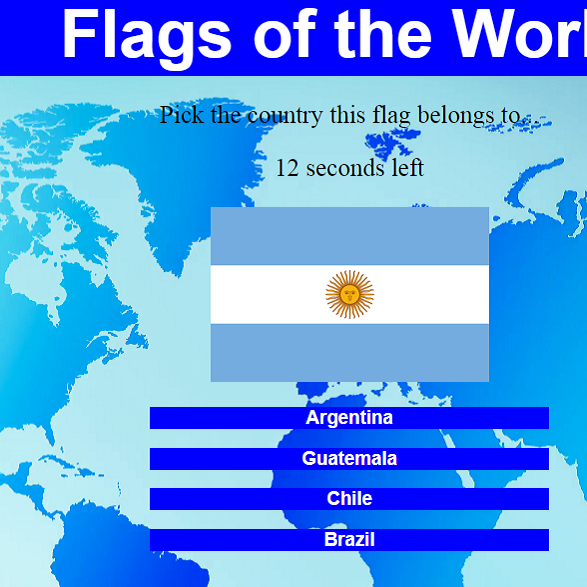 Flags of the Worl
Pick the country this flag belongs to...
12 seconds left
Argentina
Guatemala
Chile
Brazil